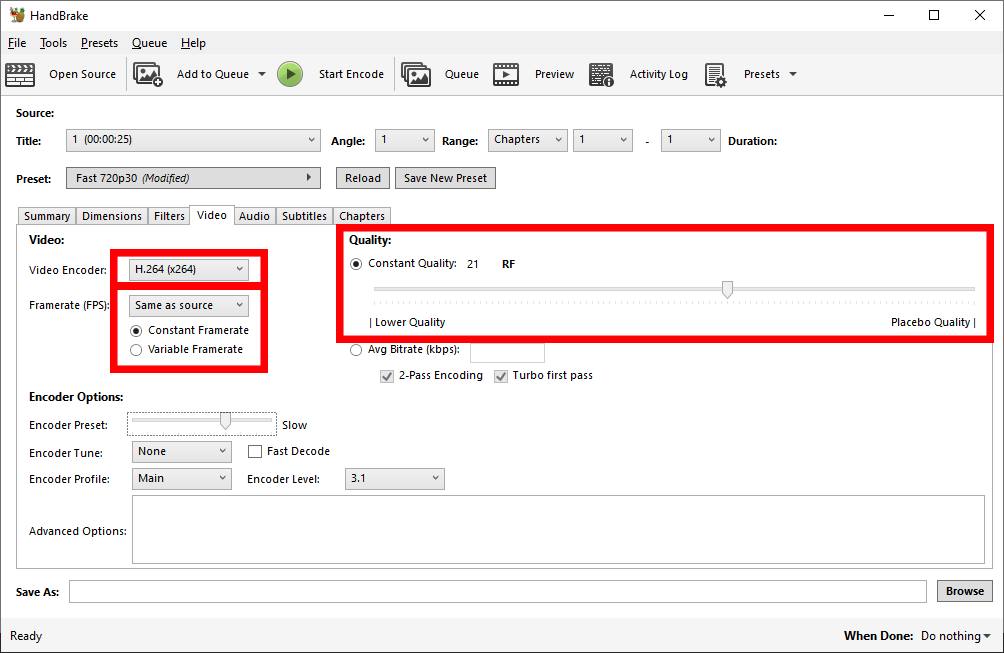 HandBrake
File Tools Presets Queue Help
Open Source Add to Queue Start Encode Queue Preview Activity Log Presets
Source:
Title: 1 (00:00:25) Angle: 1 Range: Chapters 1 - 1 Duration:
Preset: Fast 720p30 (Modified) Reload Save New Preset
Summary Dimensions Filters Video Audio Subtitles Chapters
Video: Quality:
Video Encoder: H.264 (x264) Constant Quality: 21 RF
Framerate (FPS): Same as source
| Lower Quality Placebo Quality |
Constant Framerate
Variable Framerate Avg Bitrate (kbps):
2-Pass Encoding Turbo first pass
Encoder Options:
Encoder Preset: Slow
Encoder Tune: None Fast Decode
Encoder Profile: Main Encoder Level: 3.1
Advanced Options:
Save As: Browse
Ready When Done: Do nothing